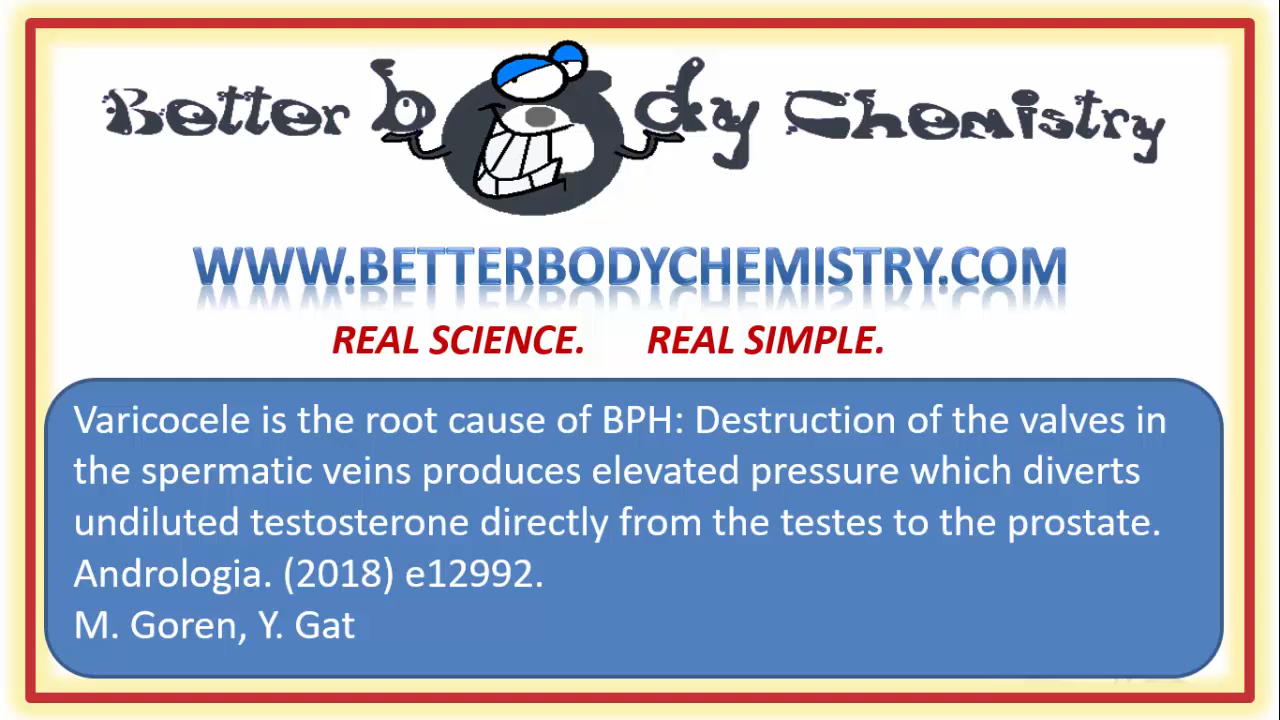 Better body Chemistry
WWW.BETTERBODYCHEMISTRY.COM
REAL SCIENCE. REAL SIMPLE.
Varicocele is the root cause of BPH: Destruction of the valves in
the spermatic veins produces elevated pressure which diverts
undiluted testosterone directly from the testes to the prostate.
Andrologia. (2018) e12992.
M. Goren, Y. Gat